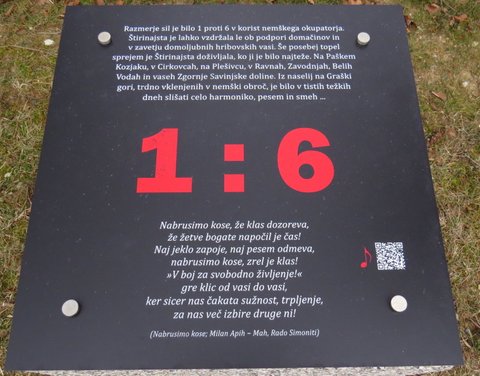 Razmerje sil je bilo 1 proti 6 v korist nemškega okupatorja.
Štirinajsta je lahko vzdržala le ob podpori domačinov in
v zavetju domoljubnih hribovskih vasi. Še posebej topel
sprejem je Štirinajsta doživljala, ko ji je bilo najteže. Na Paškem
Kozjaku, v Cirkovcah, na Plešivcu, v Ravnah, Zavodnjah, Belih
Vodah in vaseh Zgornje Savinjske doline. Iz naselij na Graški
gori, trdno vklenjenih v nemški obroč, je bilo v tistih težkih
dneh slišati celo harmoniko, pesem in smeh ...
1 : 6
Nabrusimo kose, že klas dozoreva,
že žetve bogate napočil je čas!
Naj jeklo zapoje, naj pesem odmeva,
nabrusimo kose, zrel je klas!
»V boj za svobodno življenje!«
gre klic od vasi do vasi,
ker sicer nas čakata sužnost, trpljenje,
za nas več izbire druge ni!
(Nabrusimo kose; Milan Apih – Mah, Rado Simoniti)